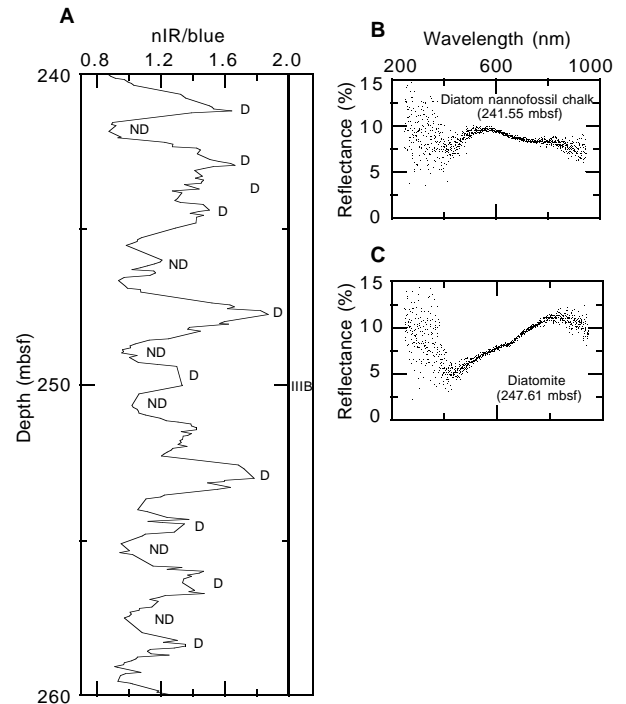 A
nIR/blue
0.8 1.2 1.6 2.0
240
250
260
Depth (mbsf)
D
ND
D
D
D
ND
D
ND
D
IIIB
ND
D
D
ND
D
ND
D
B
Wavelength (nm)
200 600 1000
15
10
5
0
Reflectance (%)
Diatom nannofossil chalk
(241.55 mbsf)
C
15
10
5
0
Reflectance (%)
Diatomite
(247.61 mbsf)